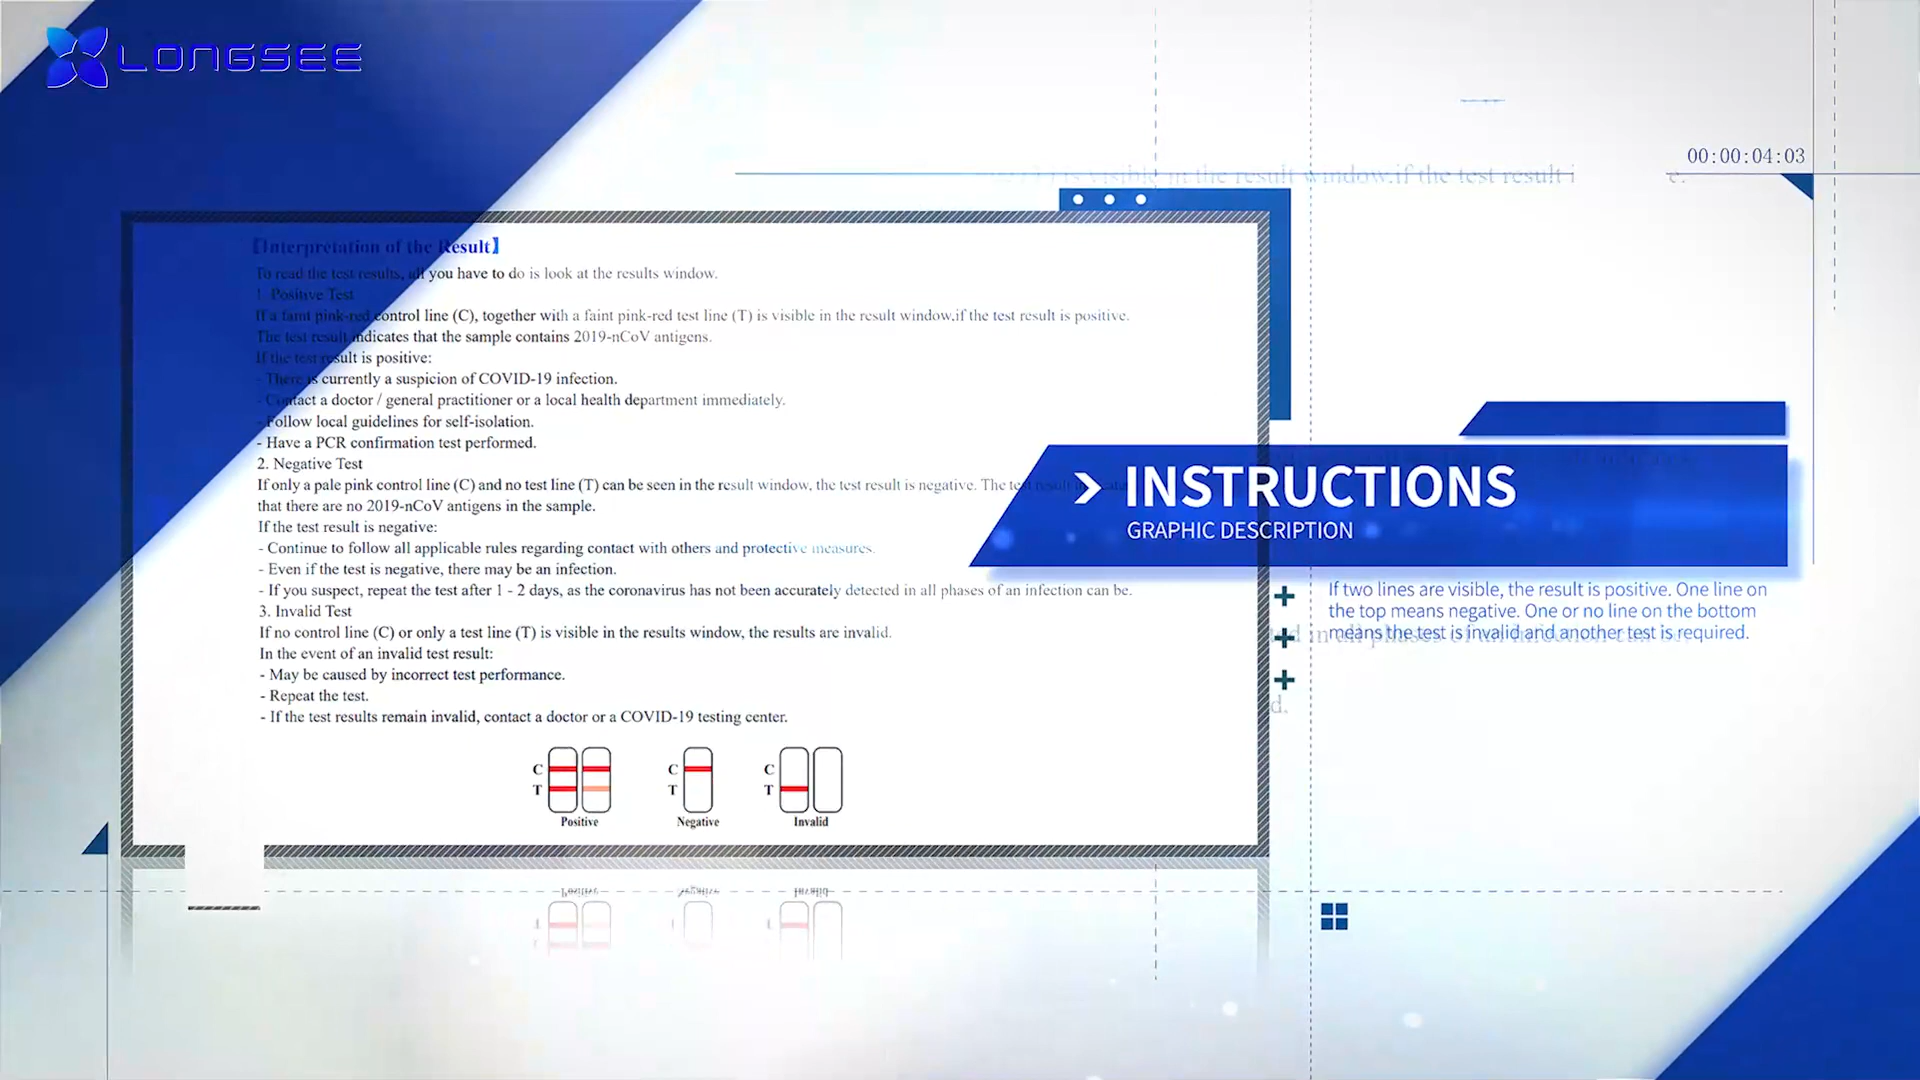 LONGSEE
00:00:04:03
is visible in the result window,if the test result i
e.
【Interpretation of the Result】
To read the test results, all you have to do is look at the results window.
1. Positive Test
If a faint pink-red control line (C), together with a faint pink-red test line (T) is visible in the result window,if the test result is positive.
The test result indicates that the sample contains 2019-nCoV antigens.
If the test result is positive:
- There is currently a suspicion of COVID-19 infection.
- Contact a doctor / general practitioner or a local health department immediately.
- Follow local guidelines for self-isolation.
- Have a PCR confirmation test performed.
2. Negative Test
If only a pale pink control line (C) and no test line (T) can be seen in the result window, the test result is negative. The test result
that there are no 2019-nCoV antigens in the sample.
If the test result is negative:
- Continue to follow all applicable rules regarding contact with others and protective measures.
- Even if the test is negative, there may be an infection.
- If you suspect, repeat the test after 1 - 2 days, as the coronavirus has not been accurately detected in all phases of an infection can be.
3. Invalid Test
If no control line (C) or only a test line (T) is visible in the results window, the results are invalid.
In the event of an invalid test result:
- May be caused by incorrect test performance.
- Repeat the test.
- If the test results remain invalid, contact a doctor or a COVID-19 testing center.
C C C
T T T
Positive Negative Invalid
INSTRUCTIONS
GRAPHIC DESCRIPTION
If two lines are visible, the result is positive. One line on
the top means negative. One or no line on the bottom
means the test is invalid and another test is required.
d.